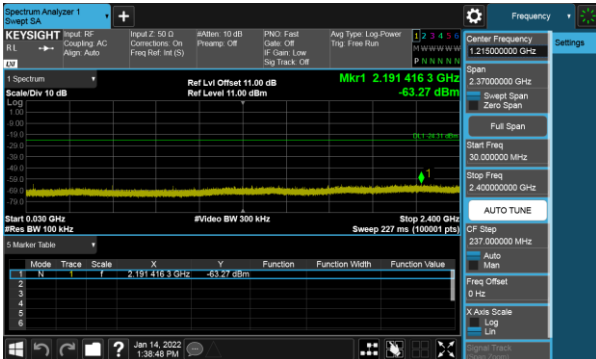 Spectrum Analyzer 1
Swept SA
+
Frequency
KEYSIGHT
Input: RF
Coupling: AC
Align: Auto
Input Z: 50 Ω
Corrections: On
Freq Ref: Int (S)
#Atten: 10 dB
Preamp: Off
PNO: Fast
Gate: Off
IF Gain: Low
Sig Track: Off
Avg Type: Log-Power
Trig: Free Run
1 2 3 4 5 6
M W W W W W
P N N N N N
RL
LW
Center Frequency
1.215000000 GHz
Settings
Span
2.37000000 GHz
Swept Span
Zero Span
Full Span
Start Freq
30.000000 MHz
Stop Freq
2.400000000 GHz
AUTO TUNE
CF Step
237.000000 MHz
Auto
Man
Freq Offset
0 Hz
X Axis Scale
Log
Lin
Signal Track
(Span Zoom)
1 Spectrum
Scale/Div 10 dB
Ref Lvl Offset 11.00 dB
Ref Level 11.00 dBm
Mkr1 2.191 416 3 GHz
-63.27 dBm
Log
1.00
-9.00
-19.0
-29.0
-39.0
-49.0
-59.0
-69.0
-79.0
DL1 -24.31 dBm
1
Start 0.030 GHz
#Res BW 100 kHz
#Video BW 300 kHz
Stop 2.400 GHz
Sweep 227 ms (100001 pts)
5 Marker Table
Mode Trace Scale X Y Function Function Width Function Value
1 N 1 f 2.191 416 3 GHz -63.27 dBm
2
3
4
5
6
?
Jan 14, 2022
1:38:48 PM